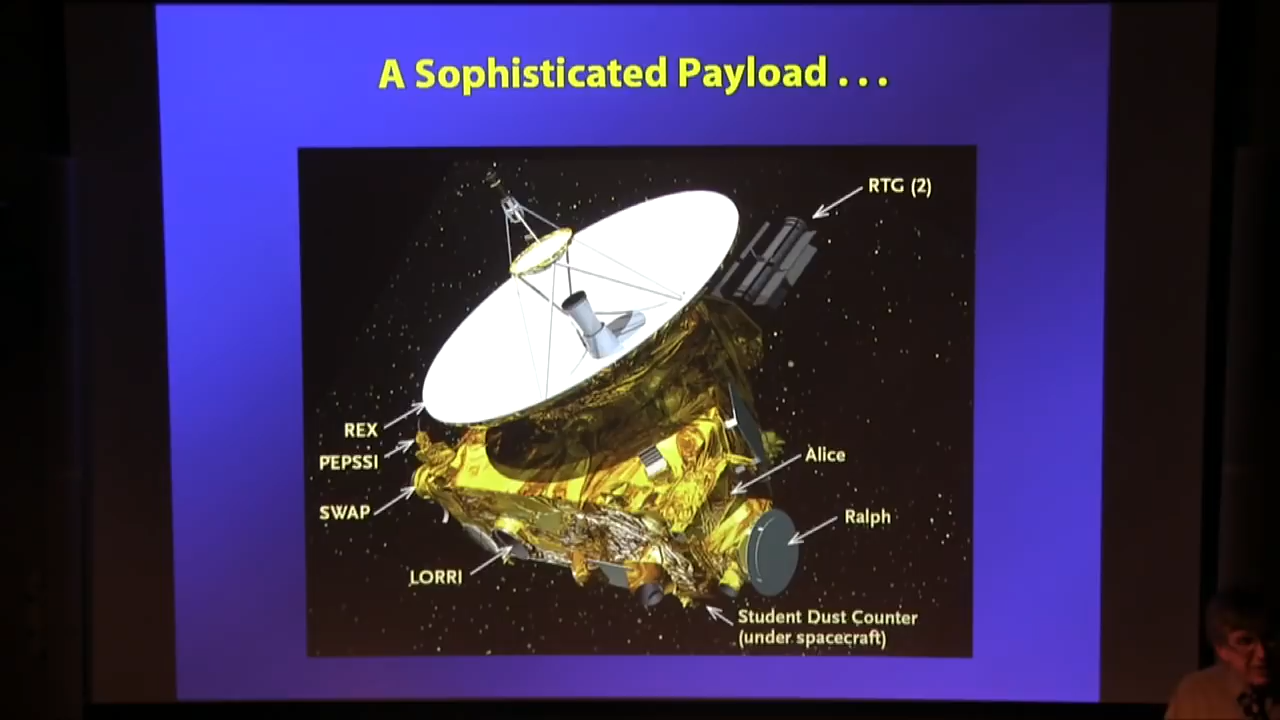 A Sophisticated Payload . . .
RTG (2)
REX
PEPSSI
SWAP
LORRI
Alice
Ralph
Student Dust Counter
(under spacecraft)